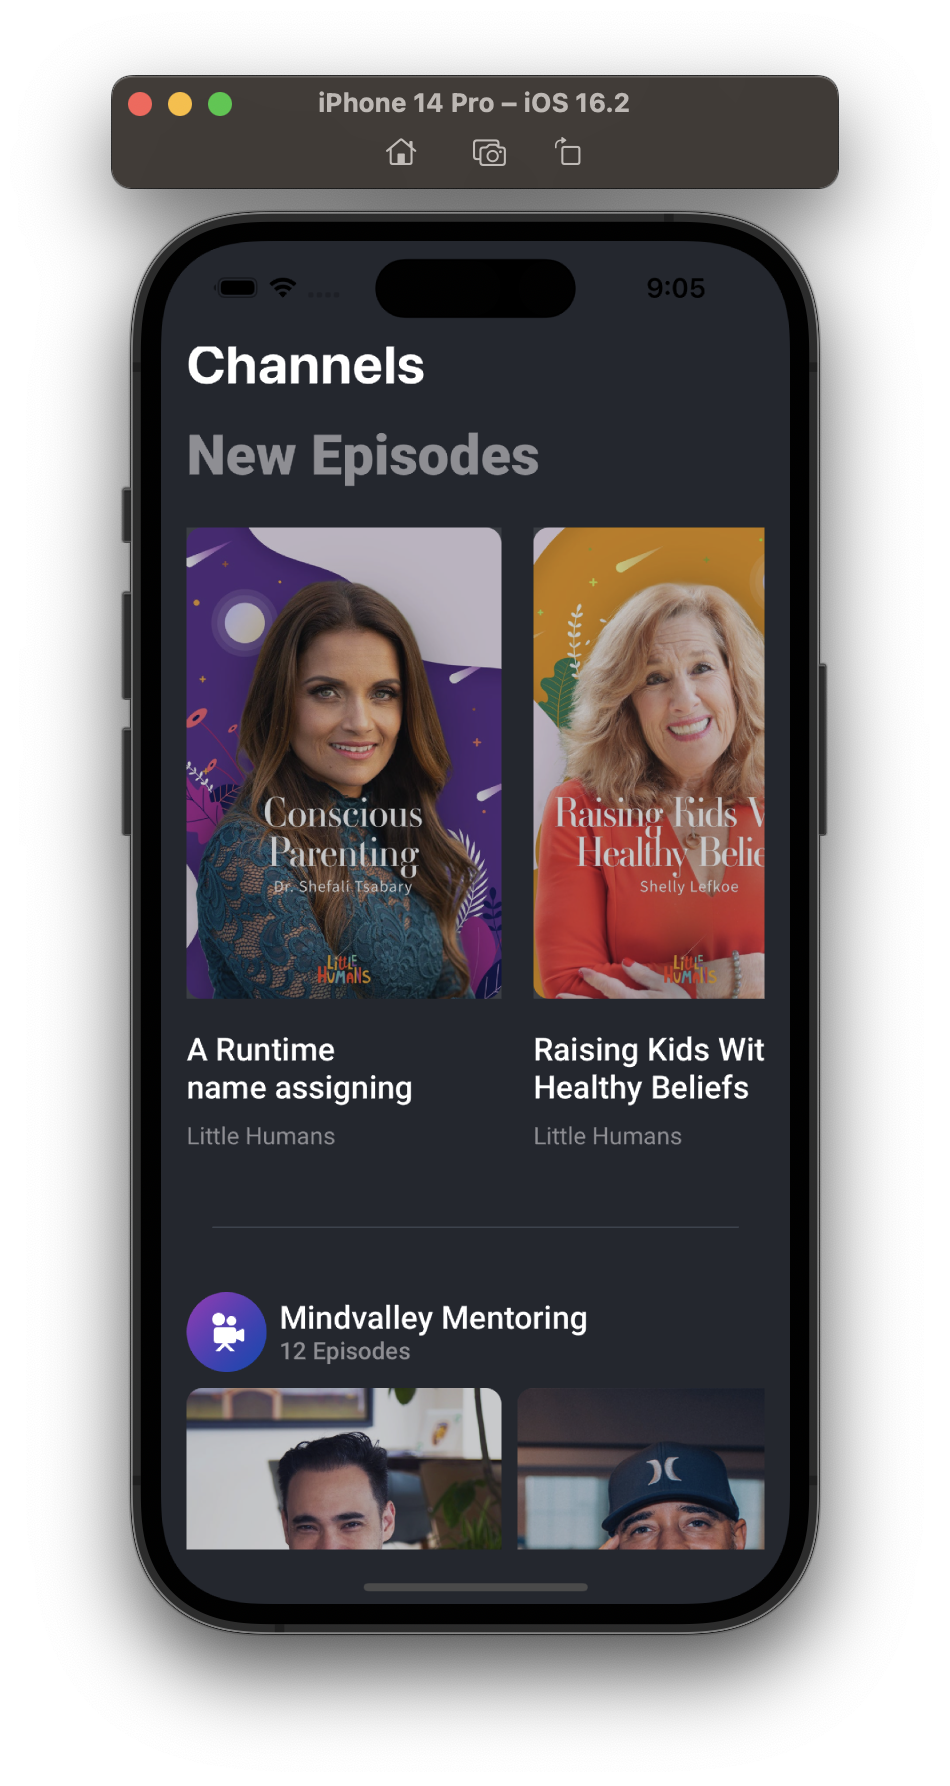 iPhone 14 Pro – iOS 16.2
9:05
Channels
New Episodes
Conscious
Parenting
Dr. Shefali Tsabary
LittLE
HUMANS
Raising Kids
Healthy
Shelly Lefkoe
LittLE
HUMANS
A Runtime
name assigning
Little Humans
Raising Kids Wit
Healthy Beliefs
Little Humans
Mindvalley Mentoring
12 Episodes